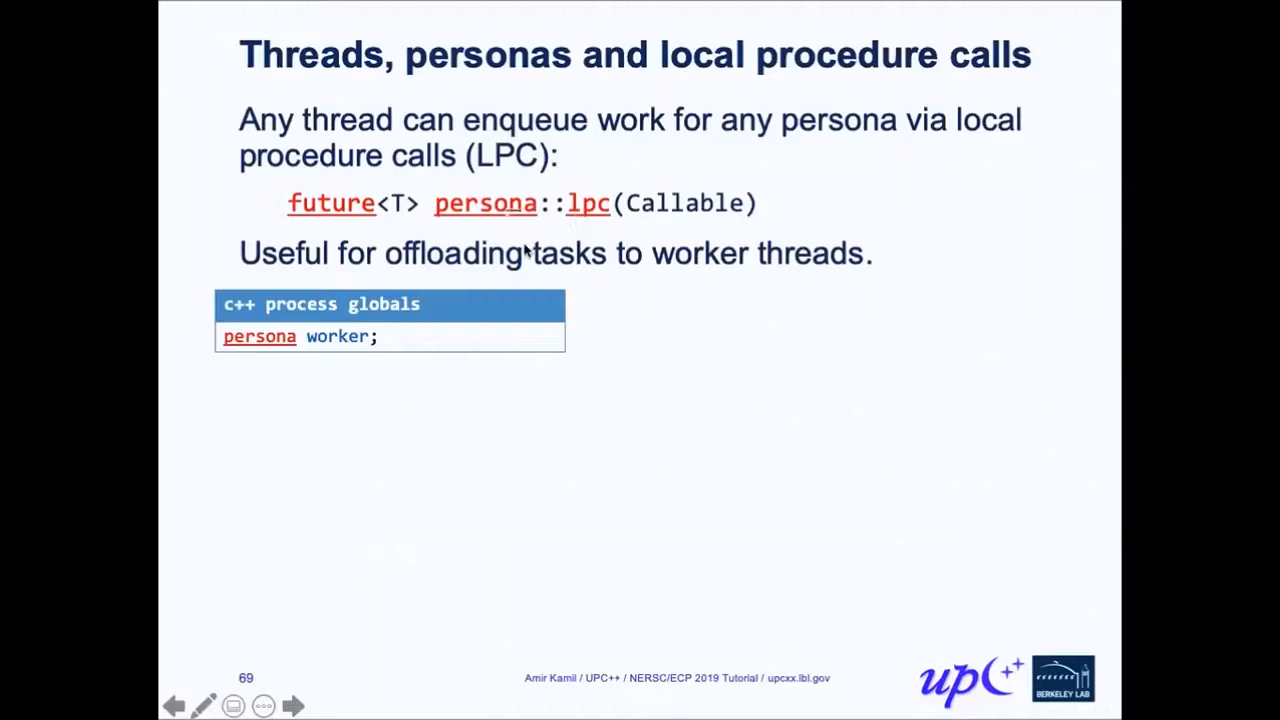 Threads, personas and local procedure calls
Any thread can enqueue work for any persona via local
procedure calls (LPC):
future<T> persona::lpc(Callable)
Useful for offloading tasks to worker threads.
c++ process globals
persona worker;
69
Amir Kamil / UPC++ / NERSC/ECP 2019 Tutorial / upcxx.lbl.gov
upc++
BERKELEY LAB